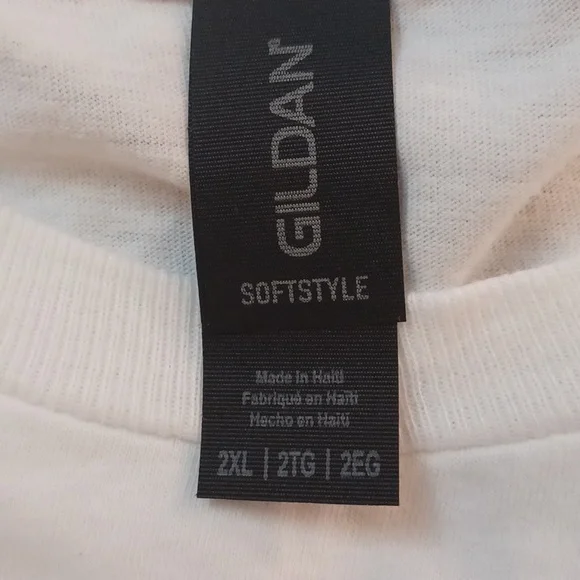 GILDAN
SOFTSTYLE
Made in Haiti
Fabriqué en Haïti
Hecho en Haití
2XL | 2TG | 2EG